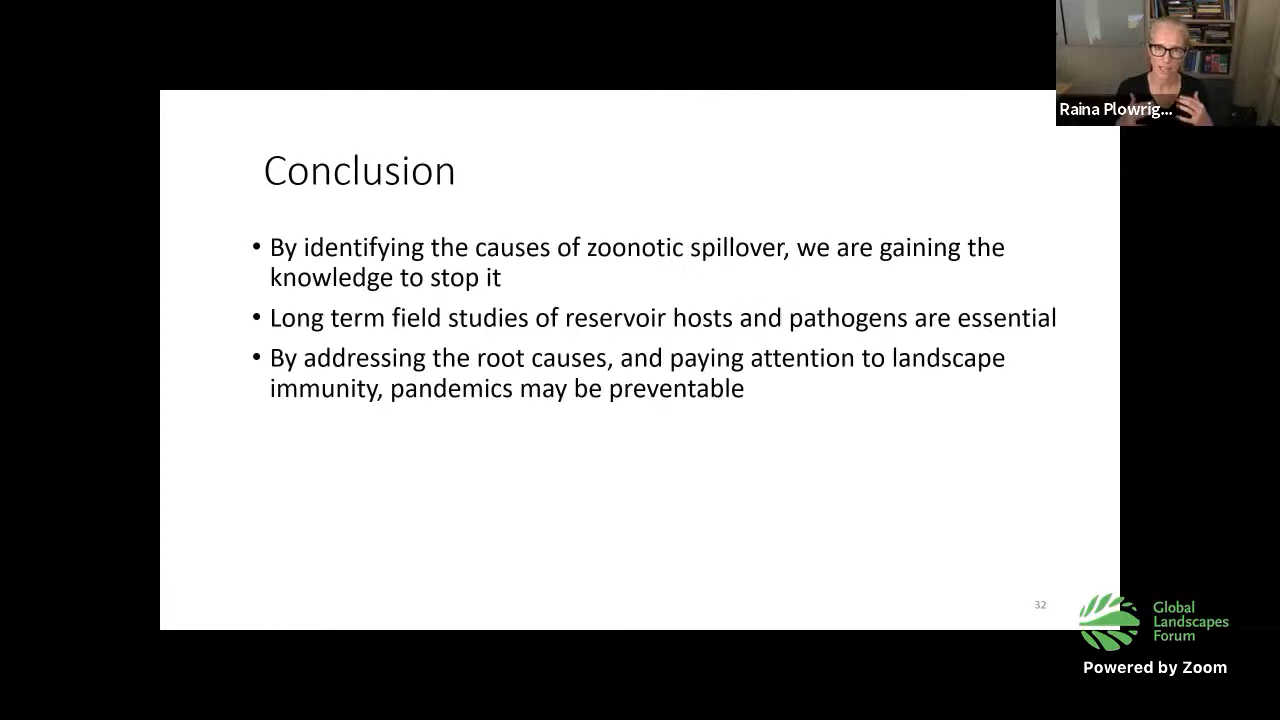 Raina Plowrig...
Conclusion
• By identifying the causes of zoonotic spillover, we are gaining the
knowledge to stop it
• Long term field studies of reservoir hosts and pathogens are essential
• By addressing the root causes, and paying attention to landscape
immunity, pandemics may be preventable
32
Global
Landscapes
Forum
Powered by Zoom